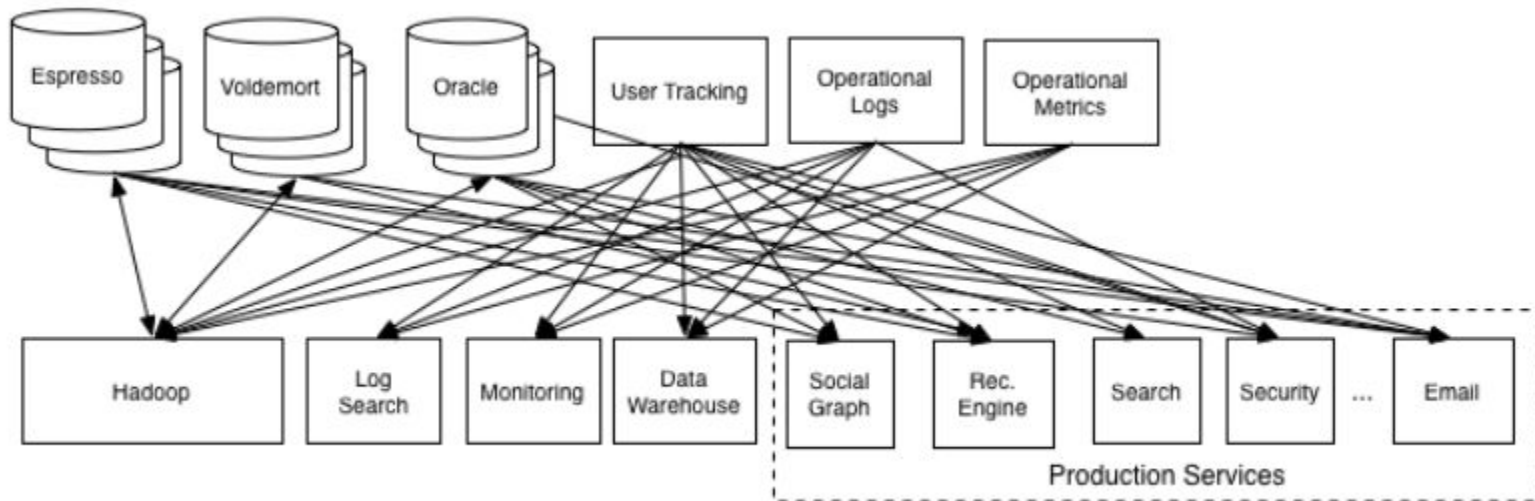 Espresso
Voldemort
Oracle
User Tracking
Operational
Logs
Operational
Metrics
Hadoop
Log
Search
Monitoring
Data
Warehouse
Social
Graph
Rec.
Engine
Search
Security
...
Email
Production Services